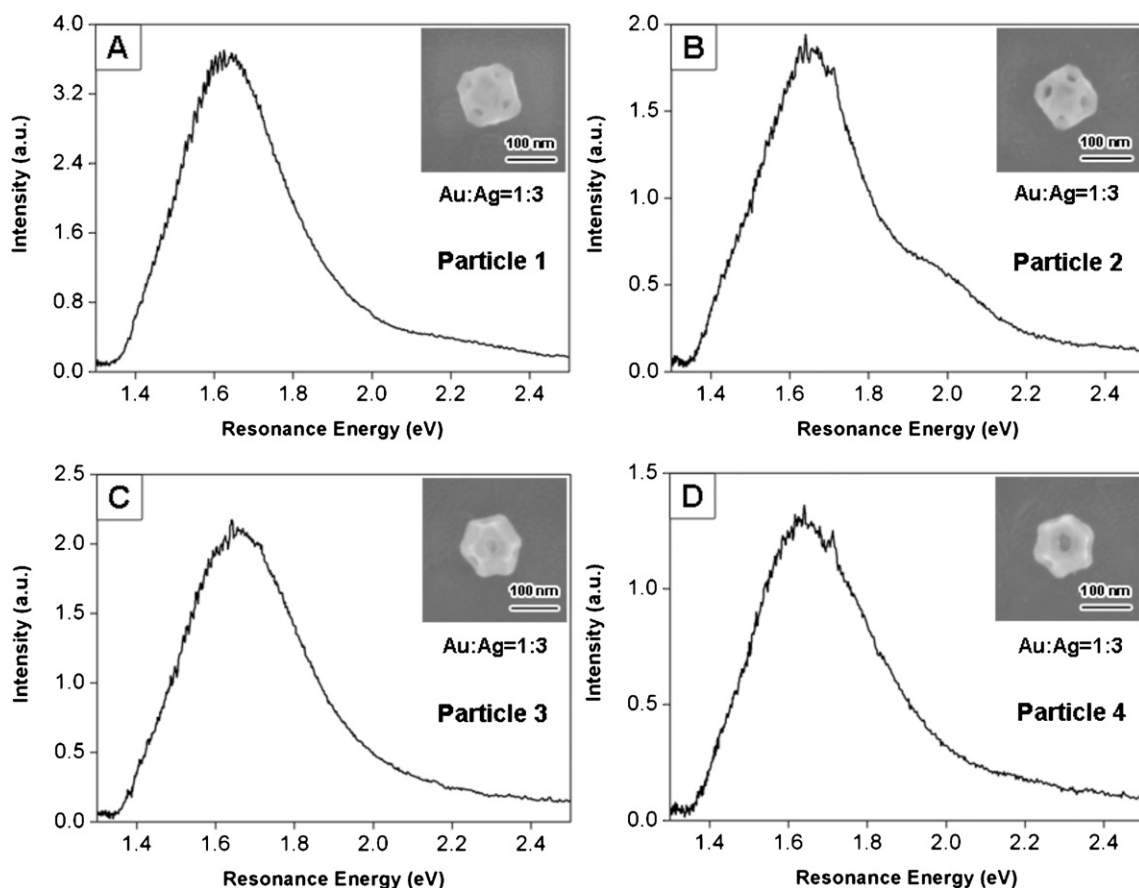 A
Intensity (a.u.)
4.0
3.2
2.4
1.6
0.8
0.0
1.4 1.6 1.8 2.0 2.2 2.4
Resonance Energy (eV)
100 nm
Au:Ag=1:3
Particle 1
B
Intensity (a.u.)
2.0
1.5
1.0
0.5
0.0
1.4 1.6 1.8 2.0 2.2 2.4
Resonance Energy (eV)
100 nm
Au:Ag=1:3
Particle 2
C
Intensity (a.u.)
2.5
2.0
1.5
1.0
0.5
0.0
1.4 1.6 1.8 2.0 2.2 2.4
Resonance Energy (eV)
100 nm
Au:Ag=1:3
Particle 3
D
Intensity (a.u.)
1.5
1.0
0.5
0.0
1.4 1.6 1.8 2.0 2.2 2.4
Resonance Energy (eV)
100 nm
Au:Ag=1:3
Particle 4